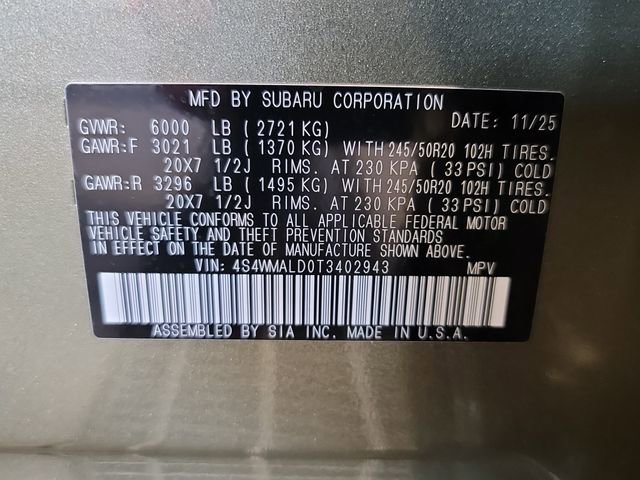 MFD BY SUBARU CORPORATION
DATE: 11/25
GVWR: 6000 LB (2721 KG)
GAWR:F 3021 LB (1370 KG) WITH 245/50R20 102H TIRES.
20X7 1/2J RIMS. AT 230 KPA (33 PSI) COLD
GAWR:R 3296 LB (1495 KG) WITH 245/50R20 102H TIRES.
20X7 1/2J RIMS. AT 230 KPA (33 PSI) COLD
THIS VEHICLE CONFORMS TO ALL APPLICABLE FEDERAL MOTOR
VEHICLE SAFETY AND THEFT PREVENTION STANDARDS
IN EFFECT ON THE DATE OF MANUFACTURE SHOWN ABOVE.
VIN: 4S4WMALD0T3402943 MPV
ASSEMBLED BY SIA INC. MADE IN U.S.A.